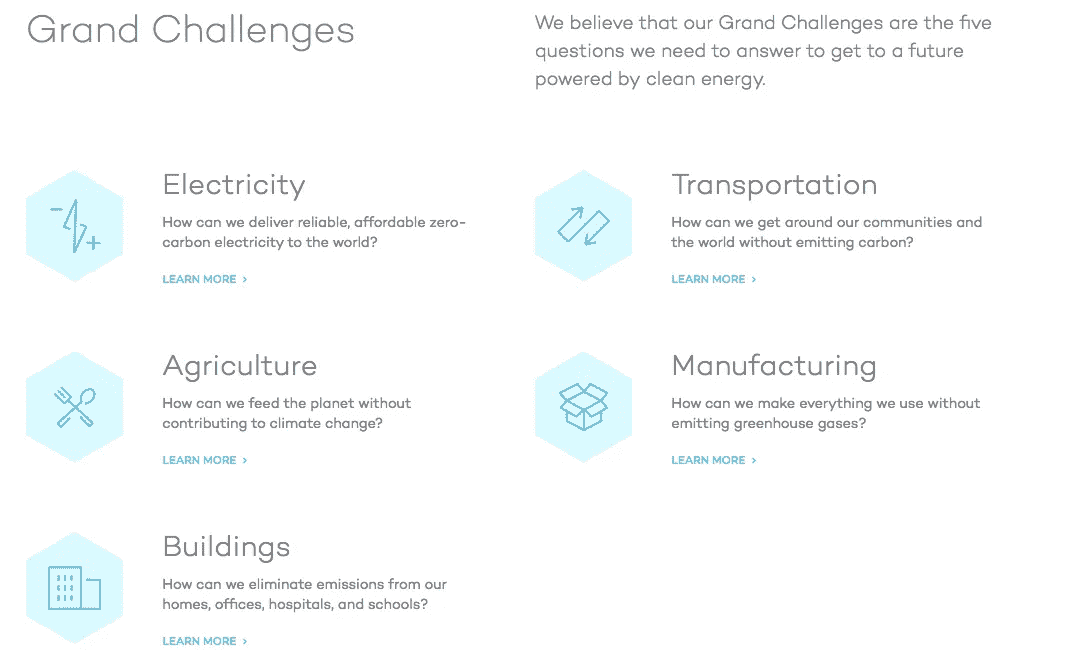 Grand Challenges
We believe that our Grand Challenges are the five
questions we need to answer to get to a future
powered by clean energy.
Electricity
How can we deliver reliable, affordable zero-
carbon electricity to the world?
LEARN MORE >
Transportation
How can we get around our communities and
the world without emitting carbon?
LEARN MORE >
Agriculture
How can we feed the planet without
contributing to climate change?
LEARN MORE >
Manufacturing
How can we make everything we use without
emitting greenhouse gases?
LEARN MORE >
Buildings
How can we eliminate emissions from our
homes, offices, hospitals, and schools?
LEARN MORE >